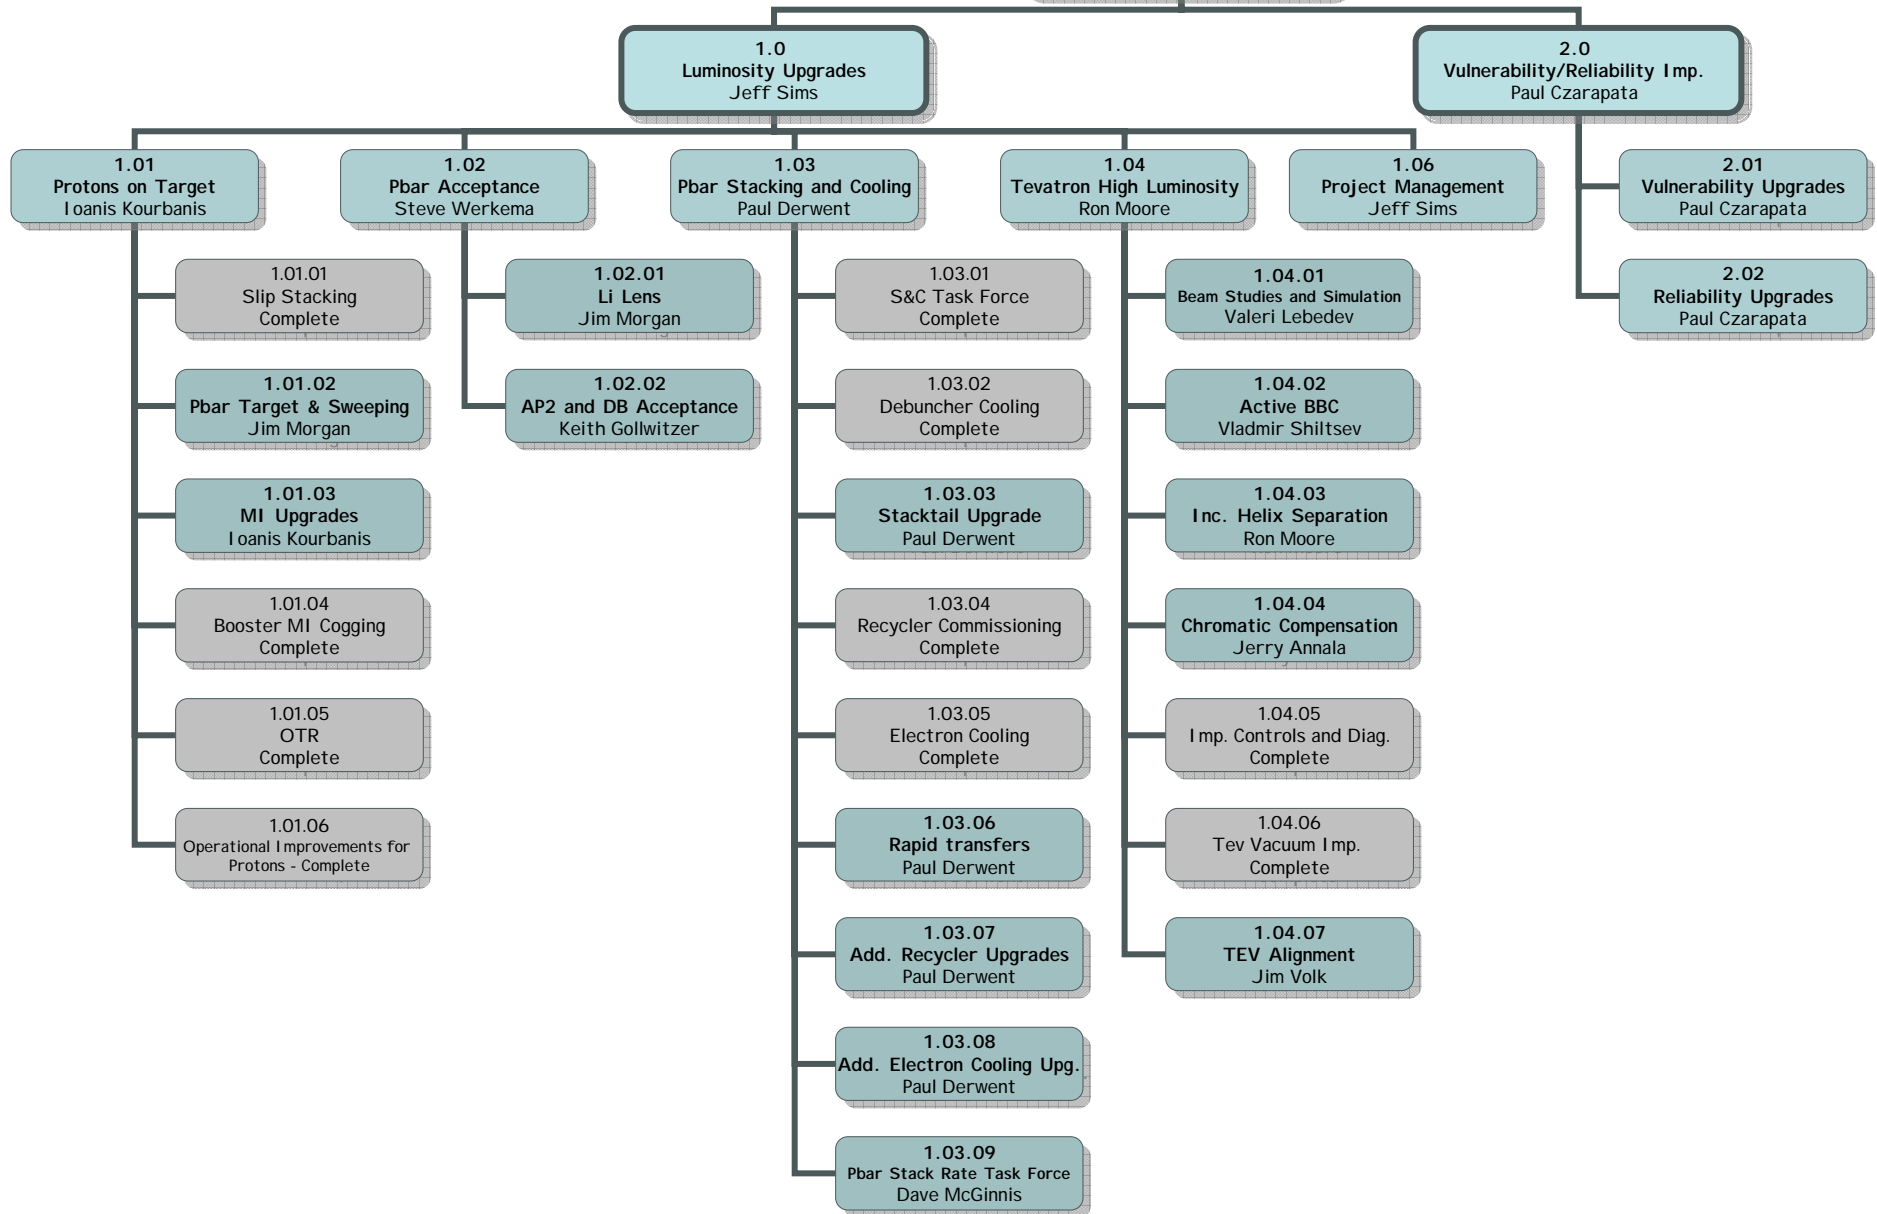 1.0
Luminosity Upgrades
Jeff Sims
2.0
Vulnerability/Reliability Imp.
Paul Czarapata
1.01
Protons on Target
Ioanis Kourbanis
1.02
Pbar Acceptance
Steve Werkema
1.03
Pbar Stacking and Cooling
Paul Derwent
1.04
Tevatron High Luminosity
Ron Moore
1.06
Project Management
Jeff Sims
2.01
Vulnerability Upgrades
Paul Czarapata
2.02
Reliability Upgrades
Paul Czarapata
1.01.01
Slip Stacking
Complete
1.01.02
Pbar Target & Sweeping
Jim Morgan
1.01.03
MI Upgrades
Ioanis Kourbanis
1.01.04
Booster MI Cogging
Complete
1.01.05
OTR
Complete
1.01.06
Operational Improvements for
Protons - Complete
1.02.01
Li Lens
Jim Morgan
1.02.02
AP2 and DB Acceptance
Keith Gollwitzer
1.03.01
S&C Task Force
Complete
1.03.02
Debuncher Cooling
Complete
1.03.03
Stacktail Upgrade
Paul Derwent
1.03.04
Recycler Commissioning
Complete
1.03.05
Electron Cooling
Complete
1.03.06
Rapid transfers
Paul Derwent
1.03.07
Add. Recycler Upgrades
Paul Derwent
1.03.08
Add. Electron Cooling Upg.
Paul Derwent
1.03.09
Pbar Stack Rate Task Force
Dave McGinnis
1.04.01
Beam Studies and Simulation
Valeri Lebedev
1.04.02
Active BBC
Vladmir Shiltsev
1.04.03
Inc. Helix Separation
Ron Moore
1.04.04
Chromatic Compensation
Jerry Annala
1.04.05
Imp. Controls and Diag.
Complete
1.04.06
Tev Vacuum Imp.
Complete
1.04.07
TEV Alignment
Jim Volk